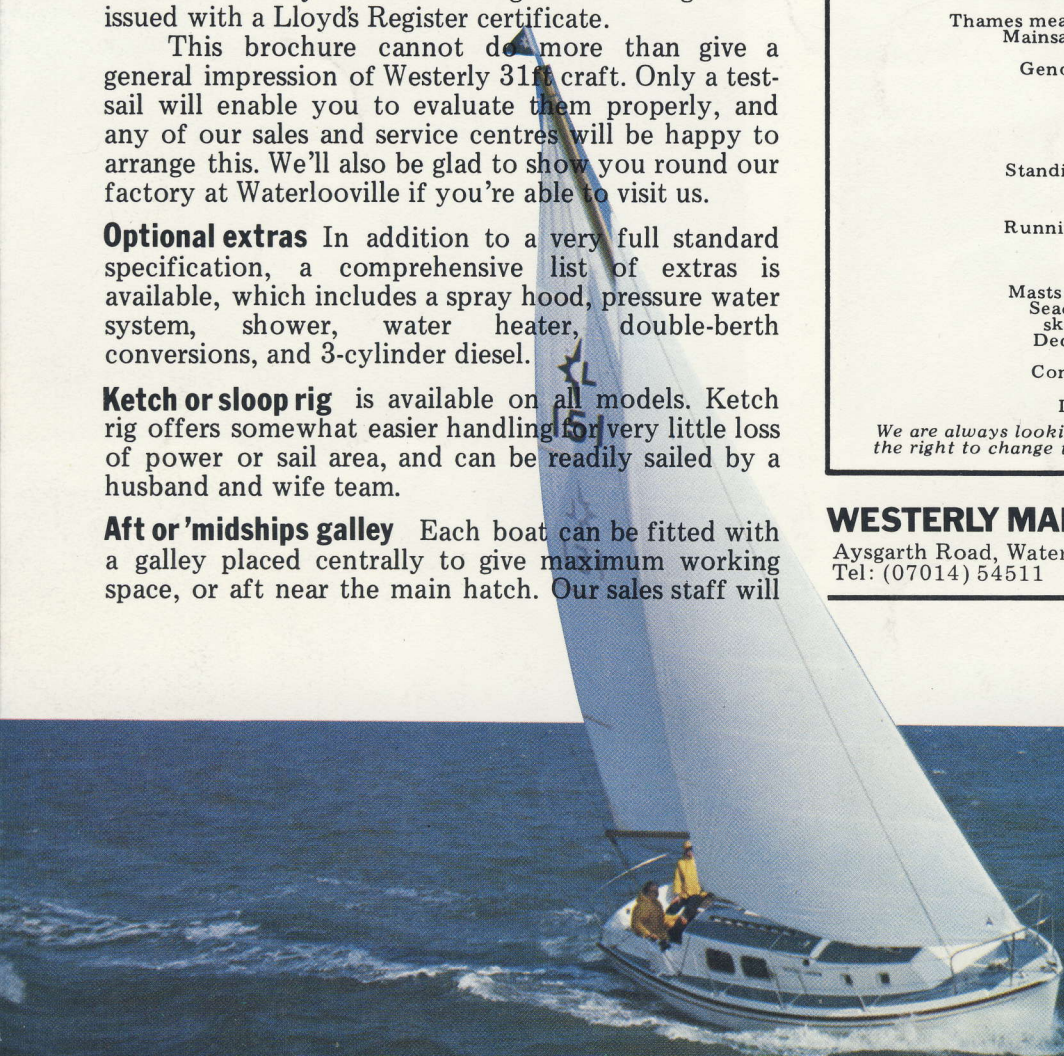 issued with a Lloyd's Register certificate.
This brochure cannot do more than give a
general impression of Westerly 31ft craft. Only a test-
sail will enable you to evaluate them properly, and
any of our sales and service centres will be happy to
arrange this. We'll also be glad to show you round our
factory at Waterlooville if you're able to visit us.
Optional extras In addition to a very full standard
specification, a comprehensive list of extras is
available, which includes a spray hood, pressure water
system, shower, water heater, double-berth
conversions, and 3-cylinder diesel.
Ketch or sloop rig is available on all models. Ketch
rig offers somewhat easier handling for very little loss
of power or sail area, and can be readily sailed by a
husband and wife team.
Aft or 'midships galley Each boat can be fitted with
a galley placed centrally to give maximum working
space, or aft near the main hatch. Our sales staff will
L
Thames mea
Mainsa
Geno
Standi
Runni
Masts
Sea
sk
Dec
Con
We are always looki
the right to change t
WESTERLY MA
Aysgarth Road, Water
Tel: (07014) 54511